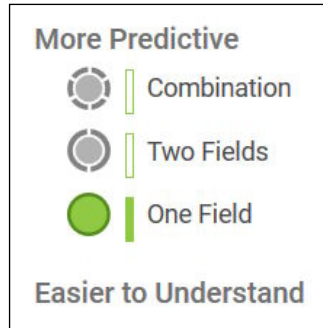 More Predictive
Combination
Two Fields
One Field
Easier to Understand